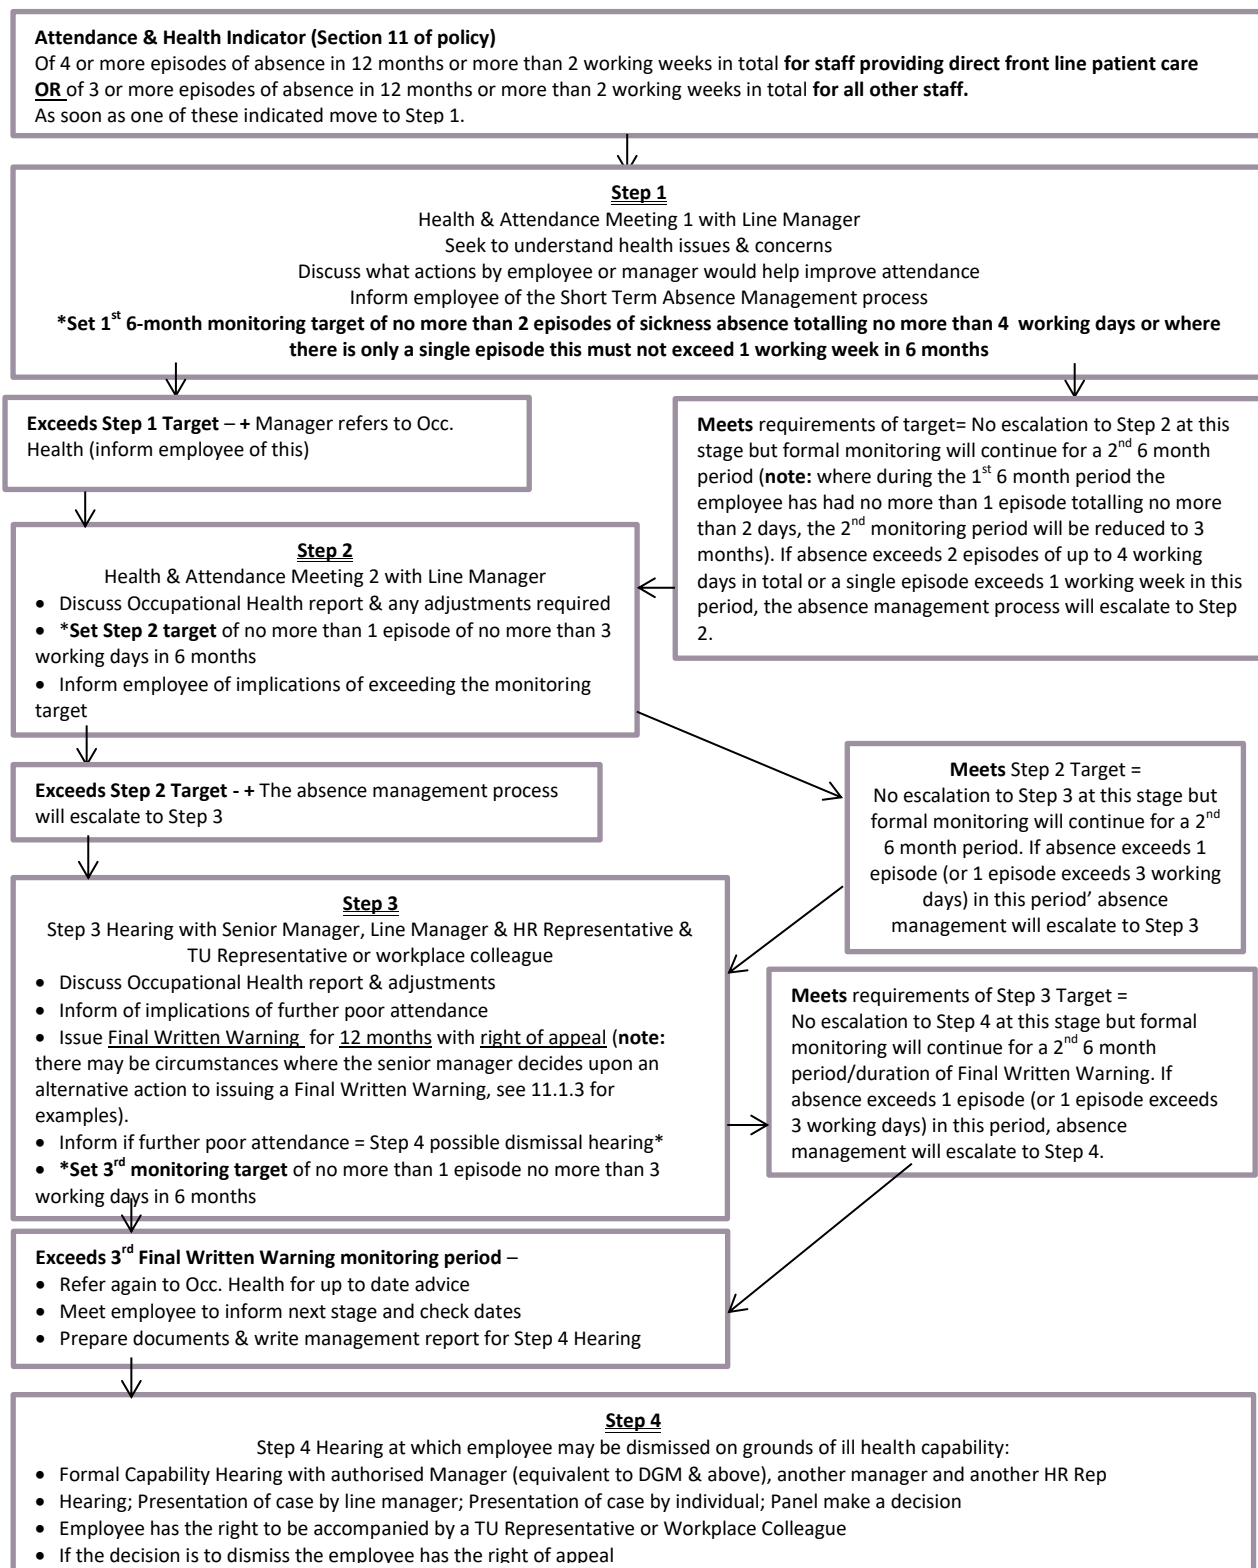 Attendance & Health Indicator (Section 11 of policy)
Of 4 or more episodes of absence in 12 months or more than 2 working weeks in total for staff providing direct front line patient care
OR of 3 or more episodes of absence in 12 months or more than 2 working weeks in total for all other staff.
As soon as one of these indicated move to Step 1.
Step 1
Health & Attendance Meeting 1 with Line Manager
Seek to understand health issues & concerns
Discuss what actions by employee or manager would help improve attendance
Inform employee of the Short Term Absence Management process
*Set 1st 6-month monitoring target of no more than 2 episodes of sickness absence totalling no more than 4 working days or where
there is only a single episode this must not exceed 1 working week in 6 months
Exceeds Step 1 Target – + Manager refers to Occ.
Health (inform employee of this)
Meets requirements of target= No escalation to Step 2 at this
stage but formal monitoring will continue for a 2nd 6 month
period (note: where during the 1st 6 month period the
employee has had no more than 1 episode totalling no more
than 2 days, the 2nd monitoring period will be reduced to 3
months). If absence exceeds 2 episodes of up to 4 working
days in total or a single episode exceeds 1 working week in this
period, the absence management process will escalate to Step
2.
Step 2
Health & Attendance Meeting 2 with Line Manager
• Discuss Occupational Health report & any adjustments required
• *Set Step 2 target of no more than 1 episode of no more than 3
working days in 6 months
• Inform employee of implications of exceeding the monitoring
target
Exceeds Step 2 Target - + The absence management process
will escalate to Step 3
Meets Step 2 Target =
No escalation to Step 3 at this stage but
formal monitoring will continue for a 2nd
6 month period. If absence exceeds 1
episode (or 1 episode exceeds 3 working
days) in this period’ absence
management will escalate to Step 3
Step 3
Step 3 Hearing with Senior Manager, Line Manager & HR Representative &
TU Representative or workplace colleague
• Discuss Occupational Health report & adjustments
• Inform of implications of further poor attendance
• Issue Final Written Warning for 12 months with right of appeal (note:
there may be circumstances where the senior manager decides upon an
alternative action to issuing a Final Written Warning, see 11.1.3 for
examples).
• Inform if further poor attendance = Step 4 possible dismissal hearing*
• *Set 3rd monitoring target of no more than 1 episode no more than 3
working days in 6 months
Meets requirements of Step 3 Target =
No escalation to Step 4 at this stage but formal
monitoring will continue for a 2nd 6 month
period/duration of Final Written Warning. If
absence exceeds 1 episode (or 1 episode exceeds
3 working days) in this period, absence
management will escalate to Step 4.
Exceeds 3rd Final Written Warning monitoring period –
• Refer again to Occ. Health for up to date advice
• Meet employee to inform next stage and check dates
• Prepare documents & write management report for Step 4 Hearing
Step 4
Step 4 Hearing at which employee may be dismissed on grounds of ill health capability:
• Formal Capability Hearing with authorised Manager (equivalent to DGM & above), another manager and another HR Rep
• Hearing; Presentation of case by line manager; Presentation of case by individual; Panel make a decision
• Employee has the right to be accompanied by a TU Representative or Workplace Colleague
• If the decision is to dismiss the employee has the right of appeal